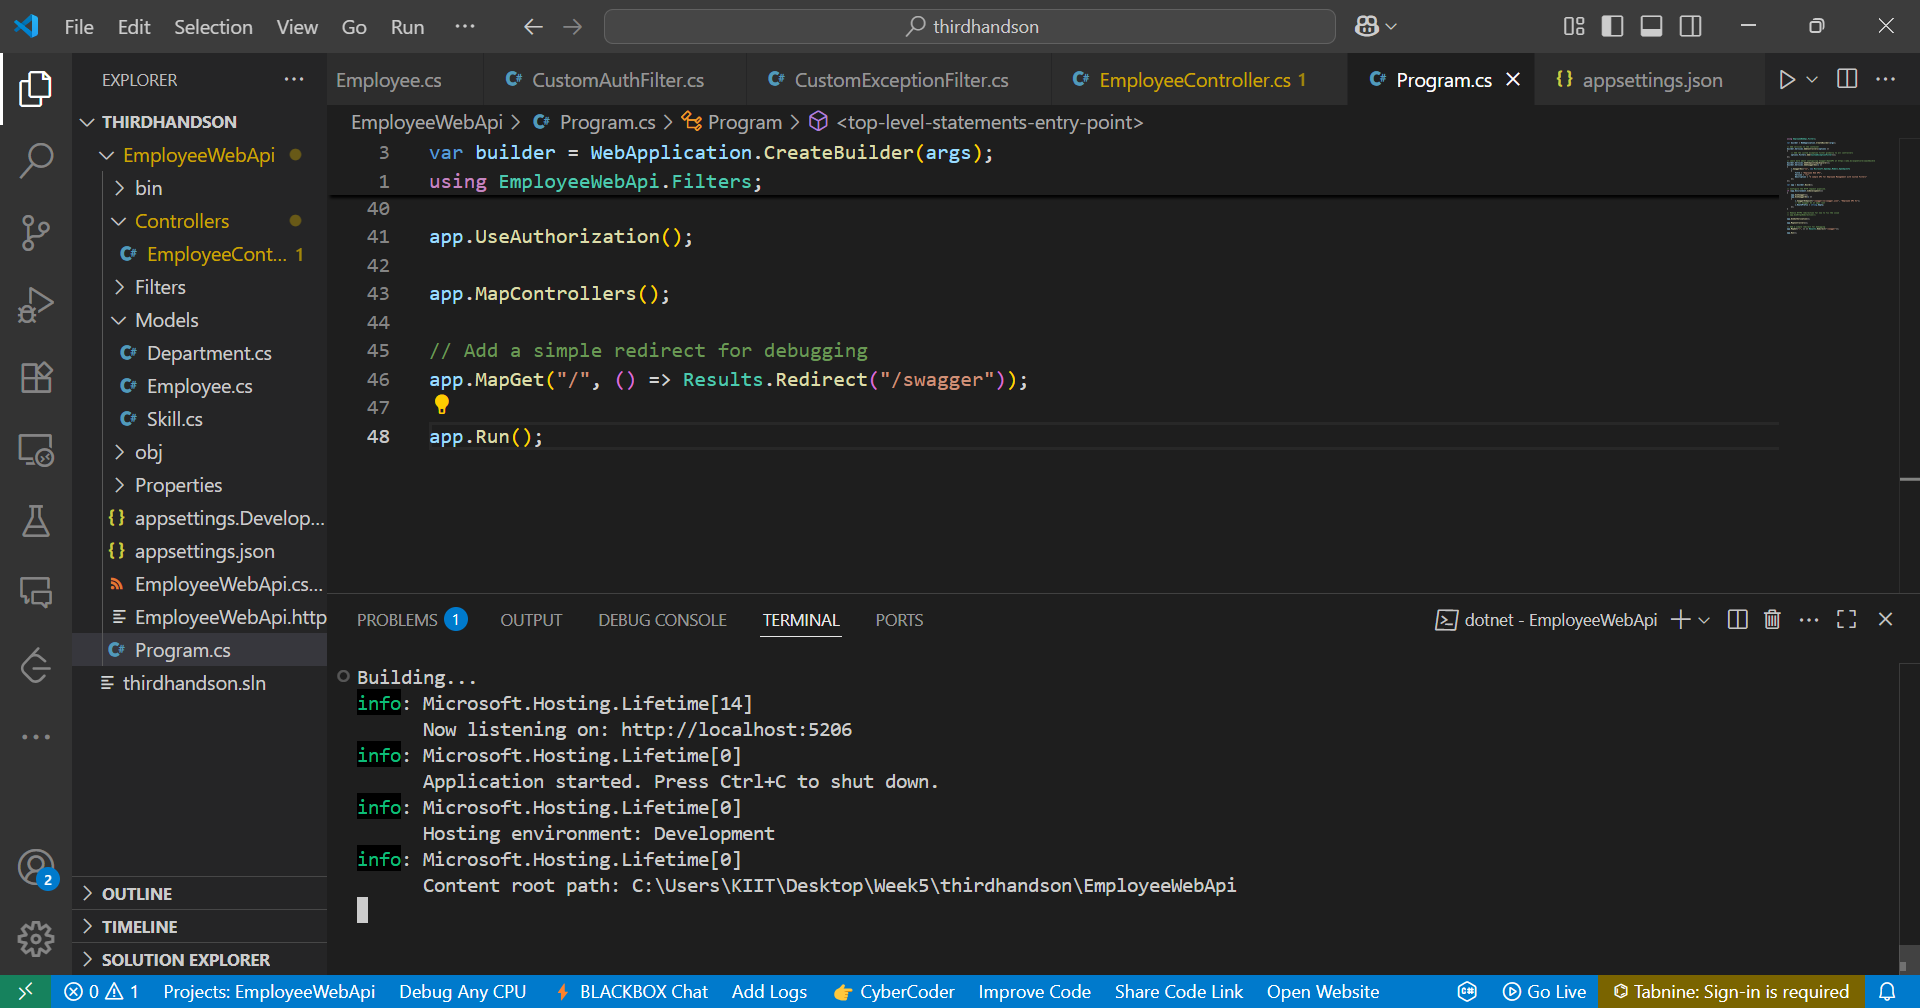 File Edit Selection View Go Run ··· thirdhandson
EXPLORER ···
THIRDHANDSON
EmployeeWebApi
bin
Controllers
EmployeeCont... 1
Filters
Models
Department.cs
Employee.cs
Skill.cs
obj
Properties
appsettings.Develop...
appsettings.json
EmployeeWebApi.cs...
EmployeeWebApi.http
Program.cs
thirdhandson.sln
OUTLINE
TIMELINE
SOLUTION EXPLORER
Employee.cs CustomAuthFilter.cs CustomExceptionFilter.cs EmployeeController.cs 1 Program.cs appsettings.json
EmployeeWebApi > Program.cs > Program > <top-level-statements-entry-point>
3 var builder = WebApplication.CreateBuilder(args);
1 using EmployeeWebApi.Filters;
40
41 app.UseAuthorization();
42
43 app.MapControllers();
44
45 // Add a simple redirect for debugging
46 app.MapGet("/", () => Results.Redirect("/swagger"));
47
48 app.Run();
PROBLEMS 1 OUTPUT DEBUG CONSOLE TERMINAL PORTS dotnet - EmployeeWebApi
Building...
info: Microsoft.Hosting.Lifetime[14]
Now listening on: http://localhost:5206
info: Microsoft.Hosting.Lifetime[0]
Application started. Press Ctrl+C to shut down.
info: Microsoft.Hosting.Lifetime[0]
Hosting environment: Development
info: Microsoft.Hosting.Lifetime[0]
Content root path: C:\Users\KIIT\Desktop\Week5\thirdhandson\EmployeeWebApi
2
0 1 Projects: EmployeeWebApi Debug Any CPU BLACKBOX Chat Add Logs CyberCoder Improve Code Share Code Link Open Website Go Live Tabnine: Sign-in is required